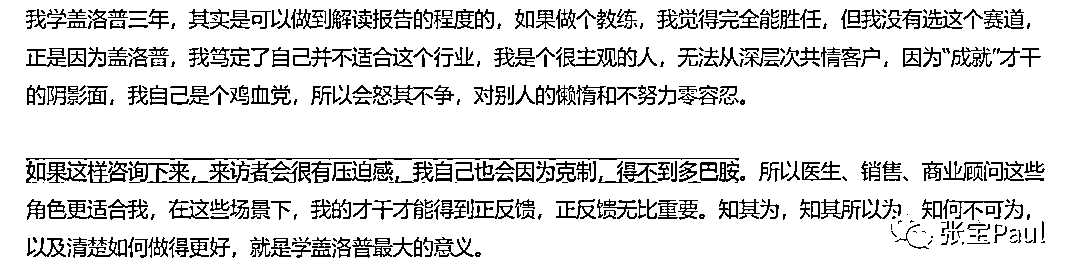 我学盖洛普三年，其实是可以做到解读报告的程度的，如果做个教练，我觉得完全能胜任，但我没有选这个赛道，
正是因为盖洛普，我笃定了自己并不适合这个行业，我是个很主观的人，无法从深层次共情客户，因为“成就”才干
的阴影面，我自己是个鸡血党，所以会怒其不争，对别人的懒惰和不努力零容忍。
如果这样咨询下来，来访者会很有压迫感，我自己也会因为克制，得不到多巴胺。所以医生、销售、商业顾问这些
角色更适合我，在这些场景下，我的才干才能得到正反馈，正反馈无比重要。知其为，知其所以为，知何不可为，
以及清楚如何做得更好，就是学盖洛普最大的意义。
张宝Paul